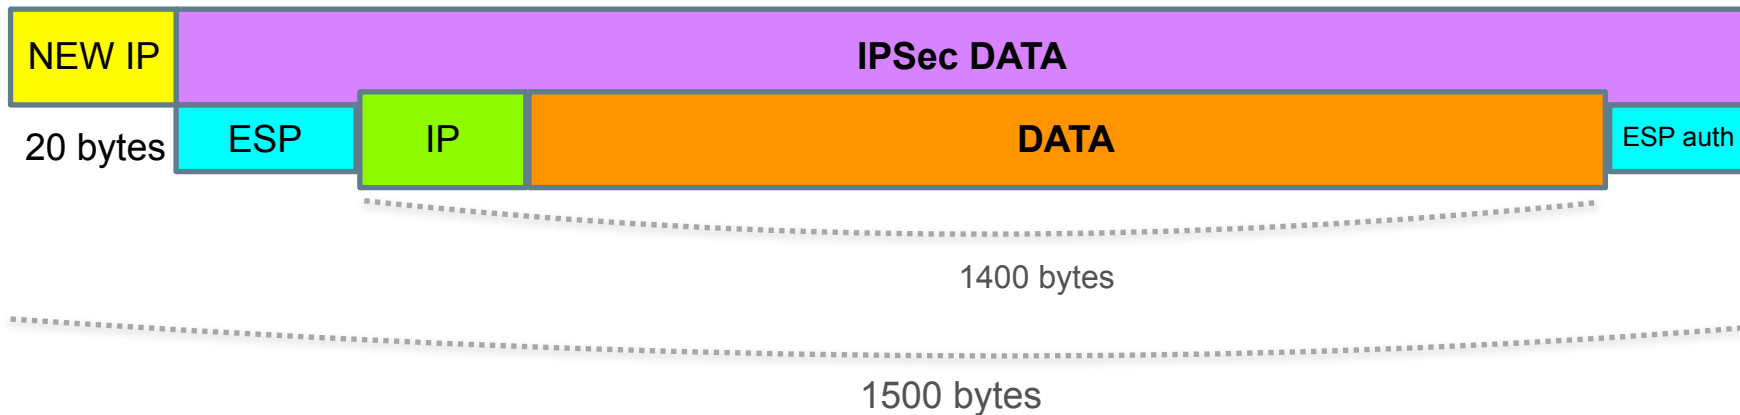 NEW IP
IPSec DATA
20 bytes
ESP
IP
DATA
ESP auth
1400 bytes
1500 bytes